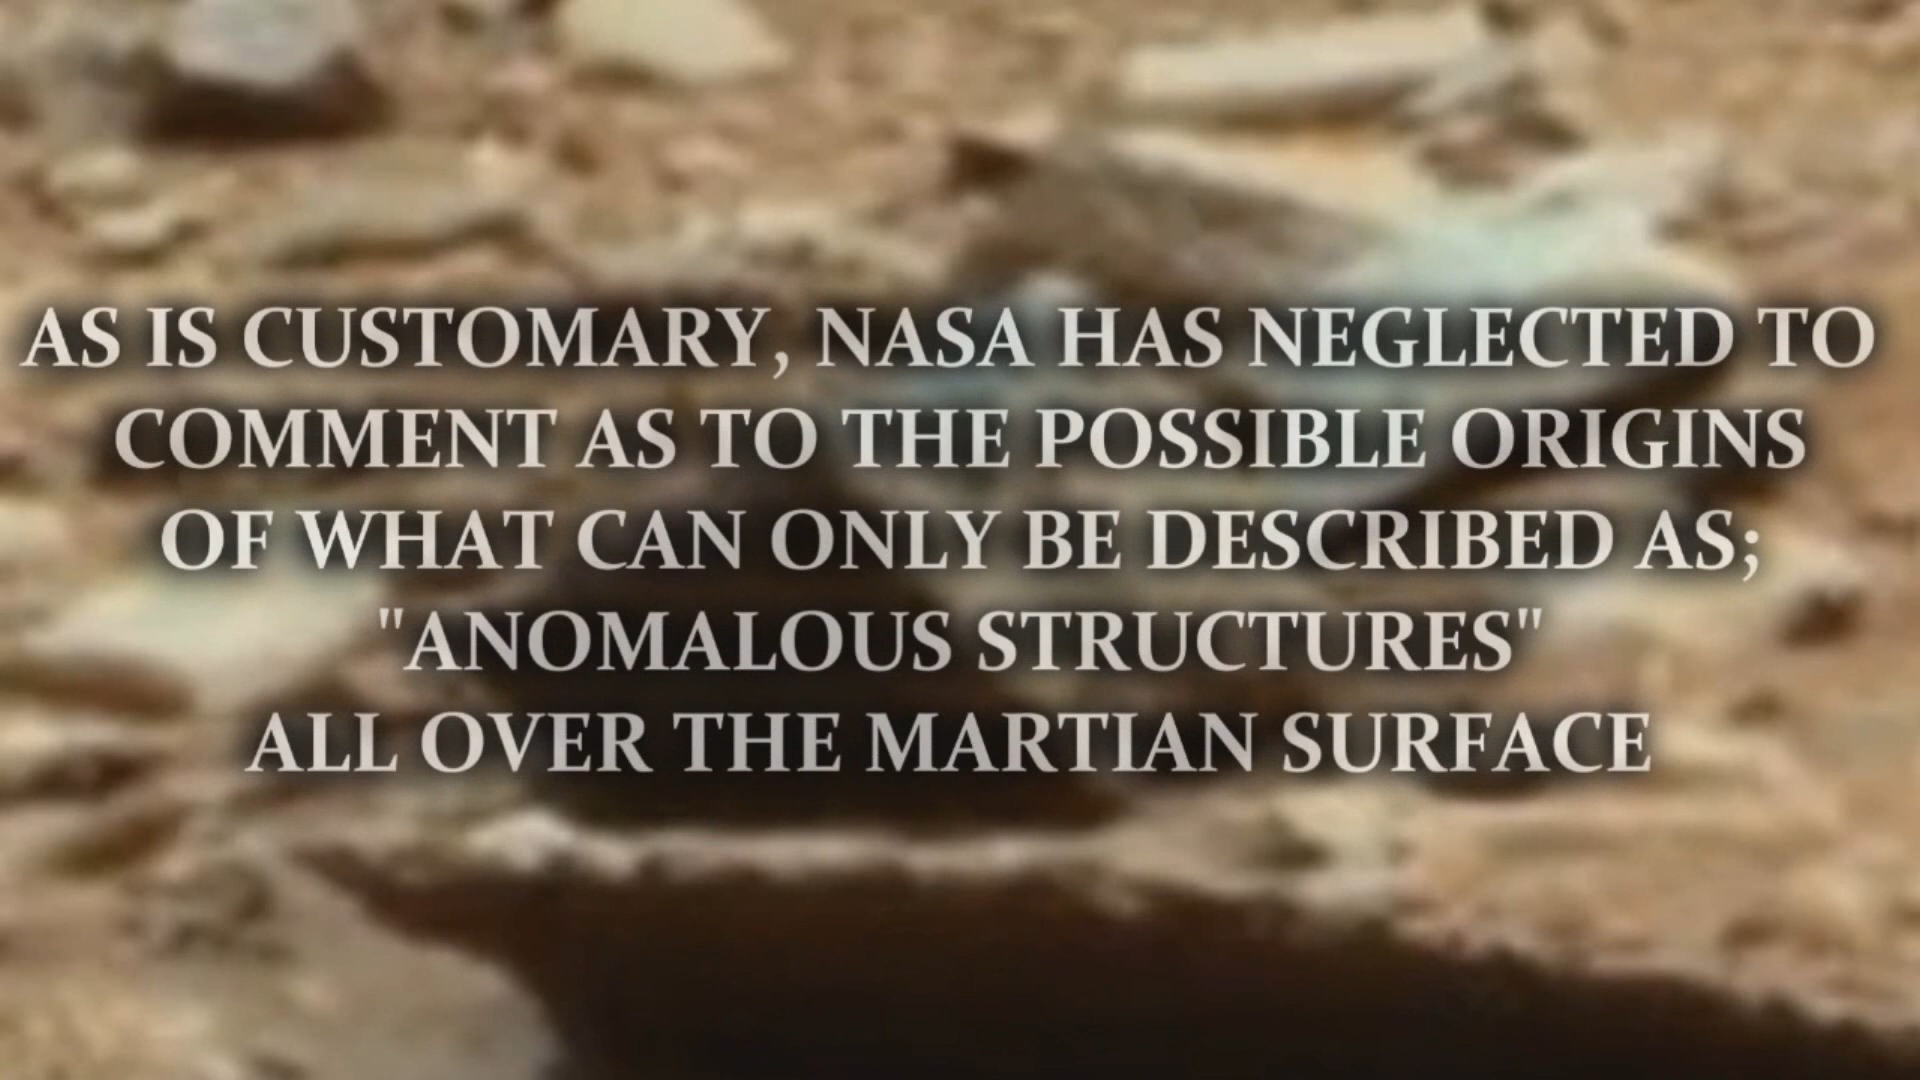 AS IS CUSTOMARY, NASA HAS NEGLECTED TO
COMMENT AS TO THE POSSIBLE ORIGINS
OF WHAT CAN ONLY BE DESCRIBED AS;
"ANOMALOUS STRUCTURES"
ALL OVER THE MARTIAN SURFACE